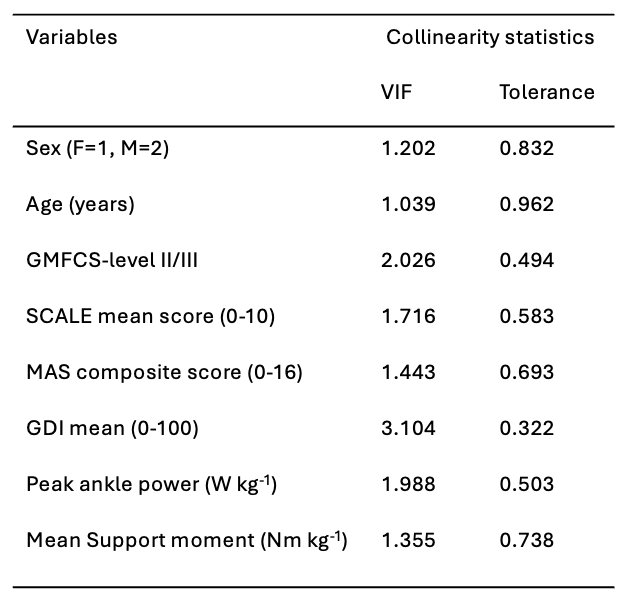 Variables Collinearity statistics
VIF Tolerance
Sex (F=1, M=2) 1.202 0.832
Age (years) 1.039 0.962
GMFCS-level II/III 2.026 0.494
SCALE mean score (0-10) 1.716 0.583
MAS composite score (0-16) 1.443 0.693
GDI mean (0-100) 3.104 0.322
Peak ankle power (W kg⁻¹) 1.988 0.503
Mean Support moment (Nm kg⁻¹) 1.355 0.738